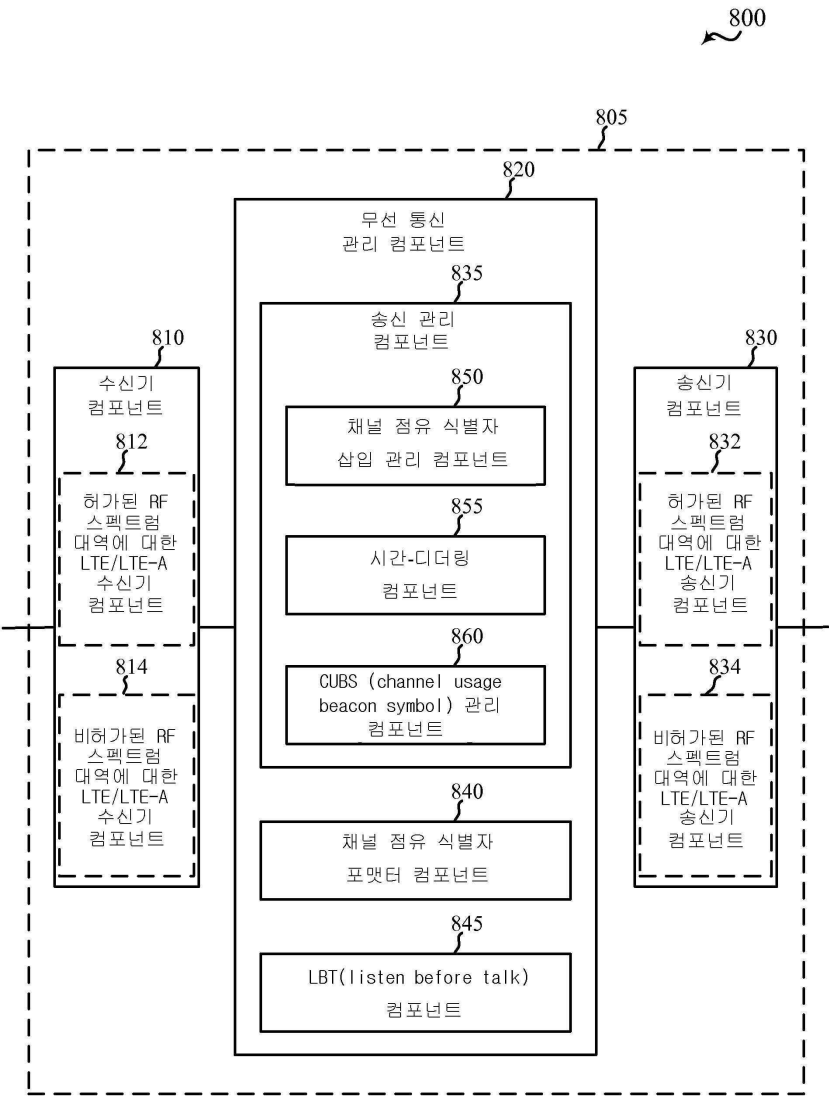 800
805
820
무선 통신
관리 컴포넌트
835
송신 관리
컴포넌트
810
수신기
컴포넌트
830
송신기
컴포넌트
850
채널 점유 식별자
삽입 관리 컴포넌트
812
허가된 RF
스펙트럼
대역에 대한
LTE/LTE-A
수신기
컴포넌트
832
허가된 RF
스펙트럼
대역에 대한
LTE/LTE-A
송신기
컴포넌트
855
시간-디더링
컴포넌트
860
CUBS (channel usage
beacon symbol) 관리
컴포넌트
814
비허가된 RF
스펙트럼
대역에 대한
LTE/LTE-A
수신기
컴포넌트
834
비허가된 RF
스펙트럼
대역에 대한
LTE/LTE-A
송신기
컴포넌트
840
채널 점유 식별자
포맷터 컴포넌트
845
LBT(listen before talk)
컴포넌트